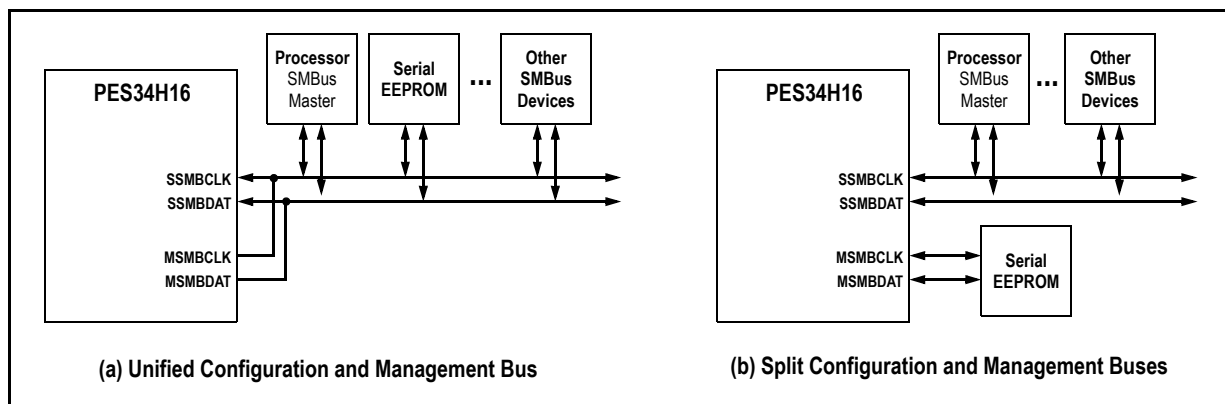 PES34H16
Processor
SMBus
Master
Serial
EEPROM
...
Other
SMBus
Devices
SSMBCLK
SSMBDAT
MSMBCLK
MSMBDAT
(a) Unified Configuration and Management Bus
PES34H16
Processor
SMBus
Master
...
Other
SMBus
Devices
SSMBCLK
SSMBDAT
MSMBCLK
MSMBDAT
Serial
EEPROM
(b) Split Configuration and Management Buses